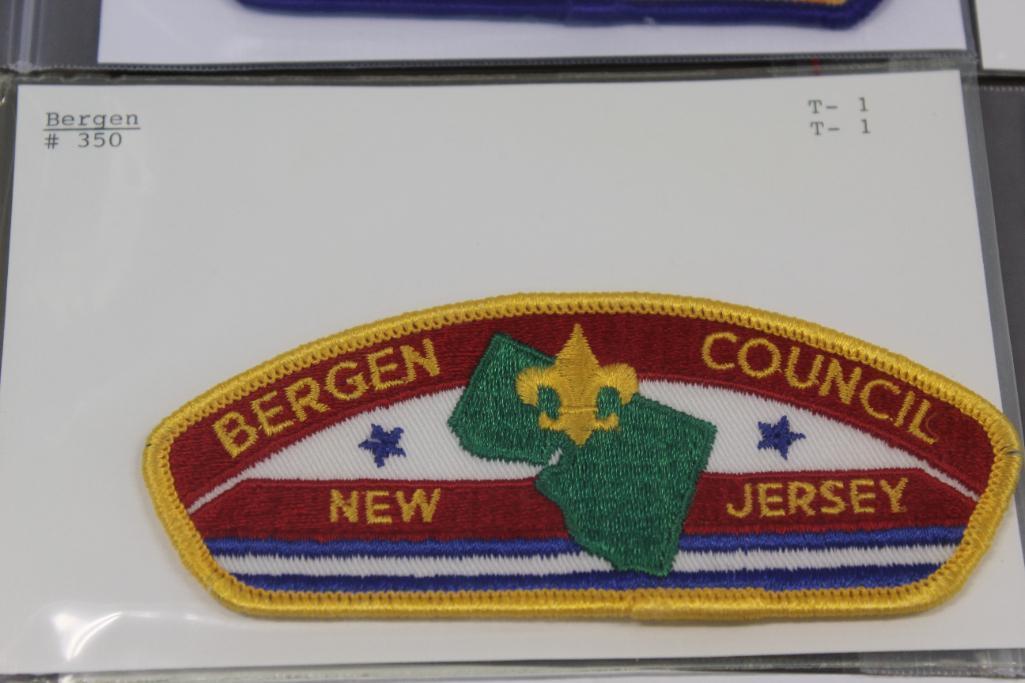 Bergen
# 350
T- 1
T- 1
BERGEN COUNCIL
NEW JERSEY